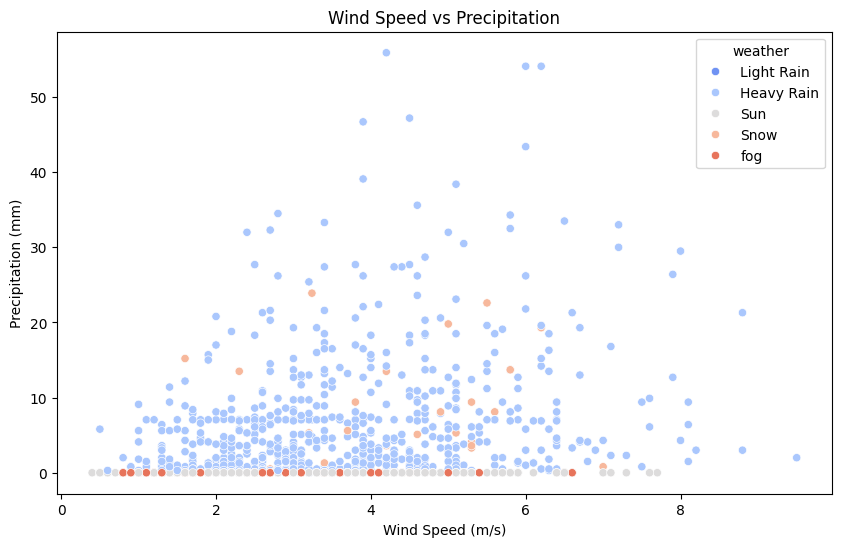 Wind Speed vs Precipitation
weather
Light Rain
Heavy Rain
Sun
Snow
fog
Precipitation (mm)
50
40
30
20
10
0
0
2
4
6
8
Wind Speed (m/s)